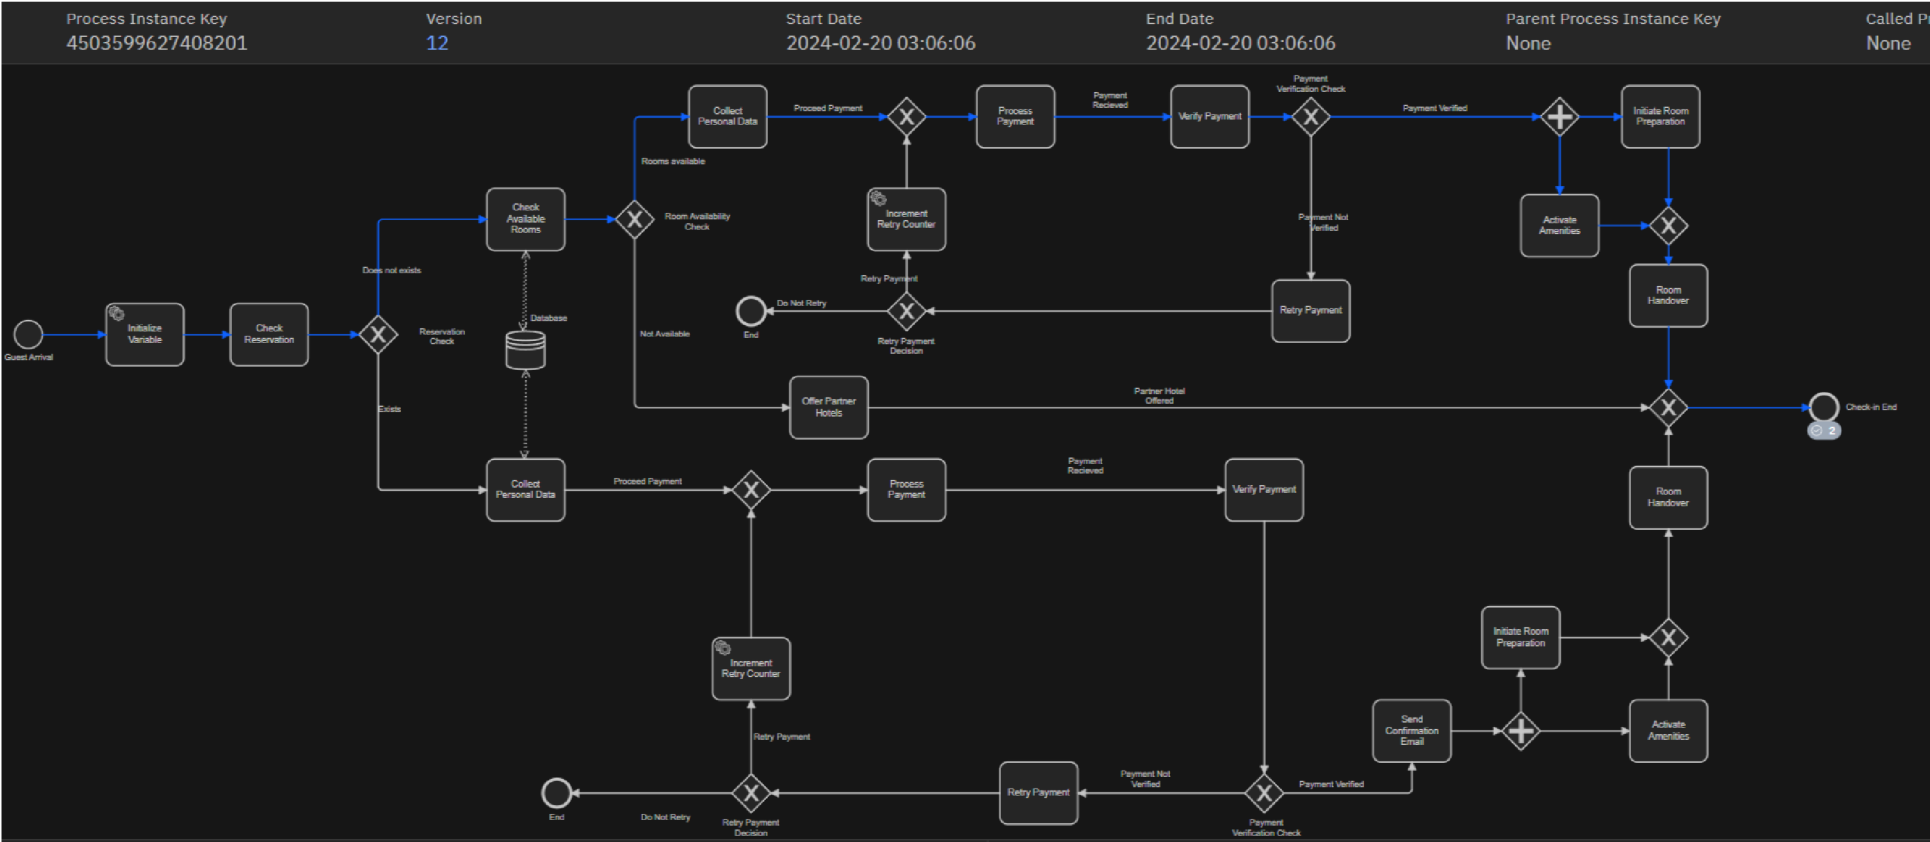 Process Instance Key
4503599627408201
Version
12
Start Date
2024-02-20 03:06:06
End Date
2024-02-20 03:06:06
Parent Process Instance Key
None
Called Pr
None
Payment
Verification Check
Collect
Personal Data
Proceed Payment
Process
Payment
Payment
Recieved
Verify Payment
Payment Verified
Initiate Room
Preparation
Rooms available
Check
Available
Rooms
Room Availability
Check
Increment
Retry Counter
Payment Not
Verified
Activate
Amenities
Does not exists
Retry Payment
Room
Handover
Do Not Retry
End
Retry Payment
Decision
Retry Payment
Guest Arrival
Initialize
Variable
Check
Reservation
Reservation
Check
Database
Not Available
Exists
Offer Partner
Hotels
Partner Hotel
Offered
Check-in End
2
Collect
Personal Data
Proceed Payment
Process
Payment
Payment
Recieved
Verify Payment
Room
Handover
Increment
Retry Counter
Initiate Room
Preparation
Retry Payment
Send
Confirmation
Email
Activate
Amenities
End
Do Not Retry
Retry Payment
Decision
Retry Payment
Payment Not
Verified
Payment Verified
Payment
Verification Check